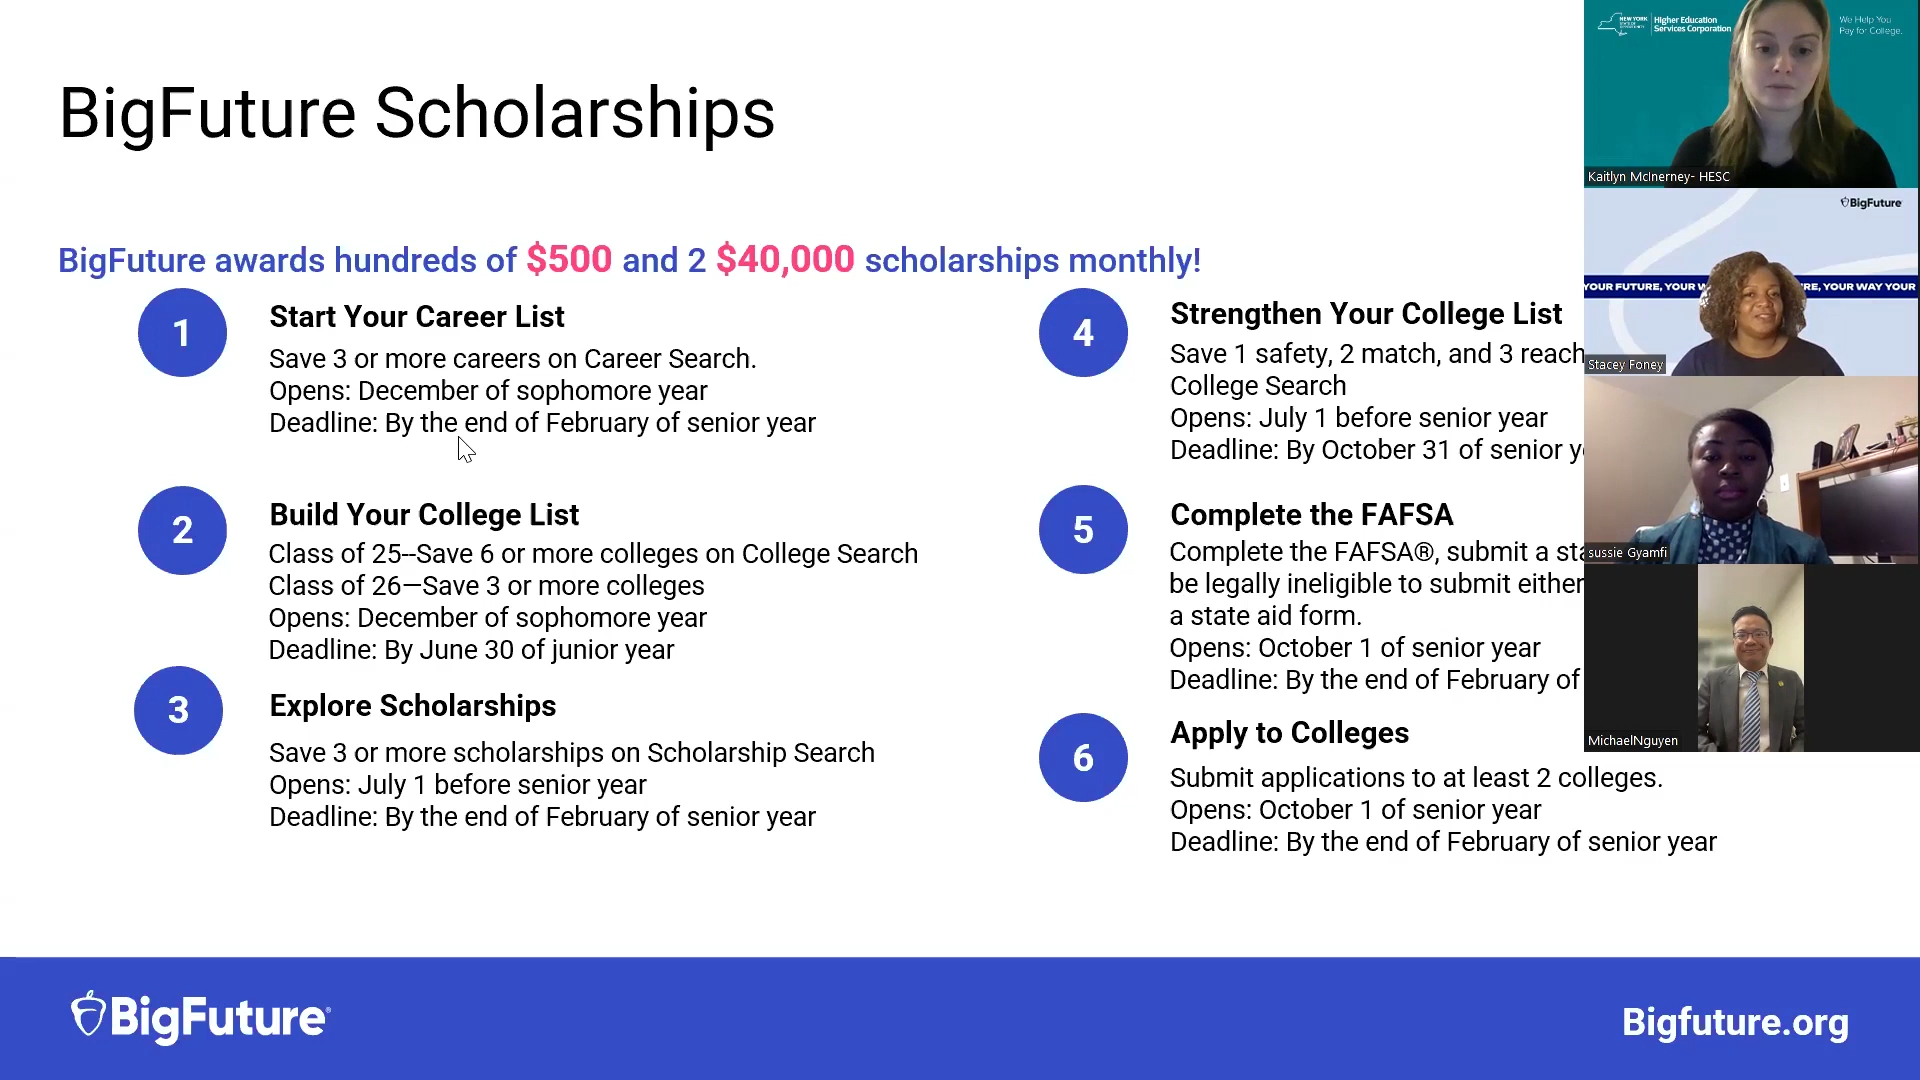 BigFuture Scholarships
BigFuture awards hundreds of $500 and 2 $40,000 scholarships monthly!
1
Start Your Career List
Save 3 or more careers on Career Search.
Opens: December of sophomore year
Deadline: By the end of February of senior year
2
Build Your College List
Class of 25--Save 6 or more colleges on College Search
Class of 26—Save 3 or more colleges
Opens: December of sophomore year
Deadline: By June 30 of junior year
3
Explore Scholarships
Save 3 or more scholarships on Scholarship Search
Opens: July 1 before senior year
Deadline: By the end of February of senior year
4
Strengthen Your College List
Save 1 safety, 2 match, and 3 reach
College Search
Opens: July 1 before senior year
Deadline: By October 31 of senior
5
Complete the FAFSA
Complete the FAFSA®, submit a
be legally ineligible to submit either
a state aid form.
Opens: October 1 of senior year
Deadline: By the end of February of
6
Apply to Colleges
Submit applications to at least 2 colleges.
Opens: October 1 of senior year
Deadline: By the end of February of senior year
NEW YORK
Higher Education
Services Corporation
We Help You
Pay for College.
Kaitlyn McInerney- HESC
BigFuture
YOUR FUTURE, YOUR
YOUR WAY YOUR
Stacey Foney
sussie Gyamfi
MichaelNguyen
BigFuture®
Bigfuture.org